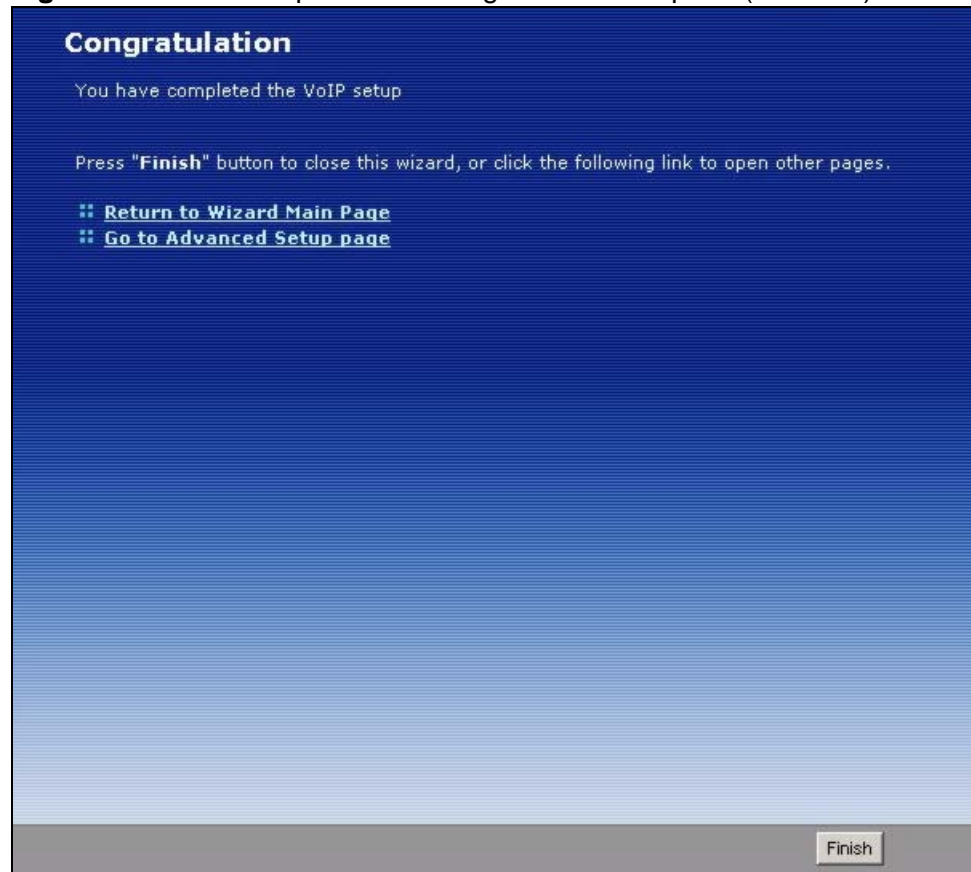 Congratulation
You have completed the VoIP setup
Press "Finish" button to close this wizard, or click the following link to open other pages.
Return to Wizard Main Page
Go to Advanced Setup page
Finish